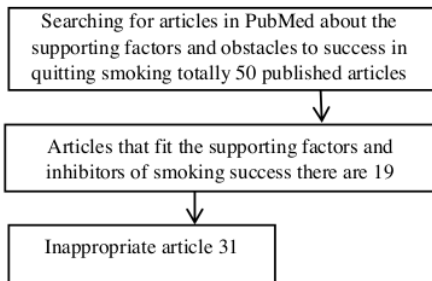 Searching for articles in PubMed about the
supporting factors and obstacles to success in
quitting smoking totally 50 published articles
Articles that fit the supporting factors and
inhibitors of smoking success there are 19
Inappropriate article 31